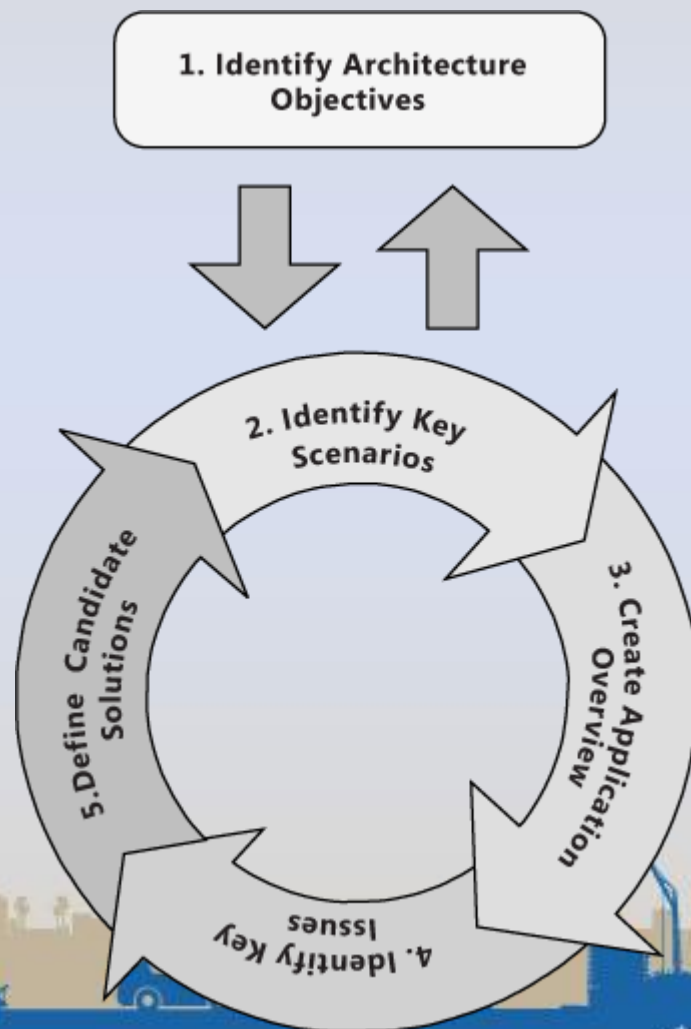 1. Identify Architecture
Objectives
2. Identify Key
Scenarios
3. Create Application
Overview
4. Identify Key
Issues
5.Define Candidate
Solutions